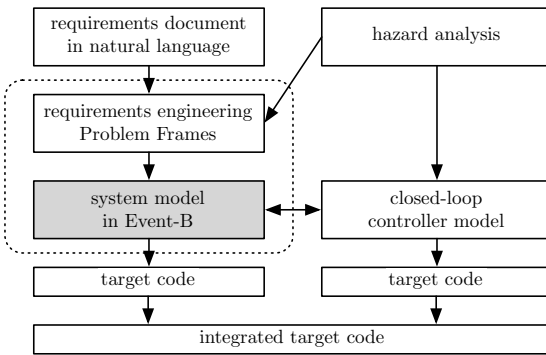 requirements document
in natural language
hazard analysis
requirements engineering
Problem Frames
system model
in Event-B
closed-loop
controller model
target code
target code
integrated target code